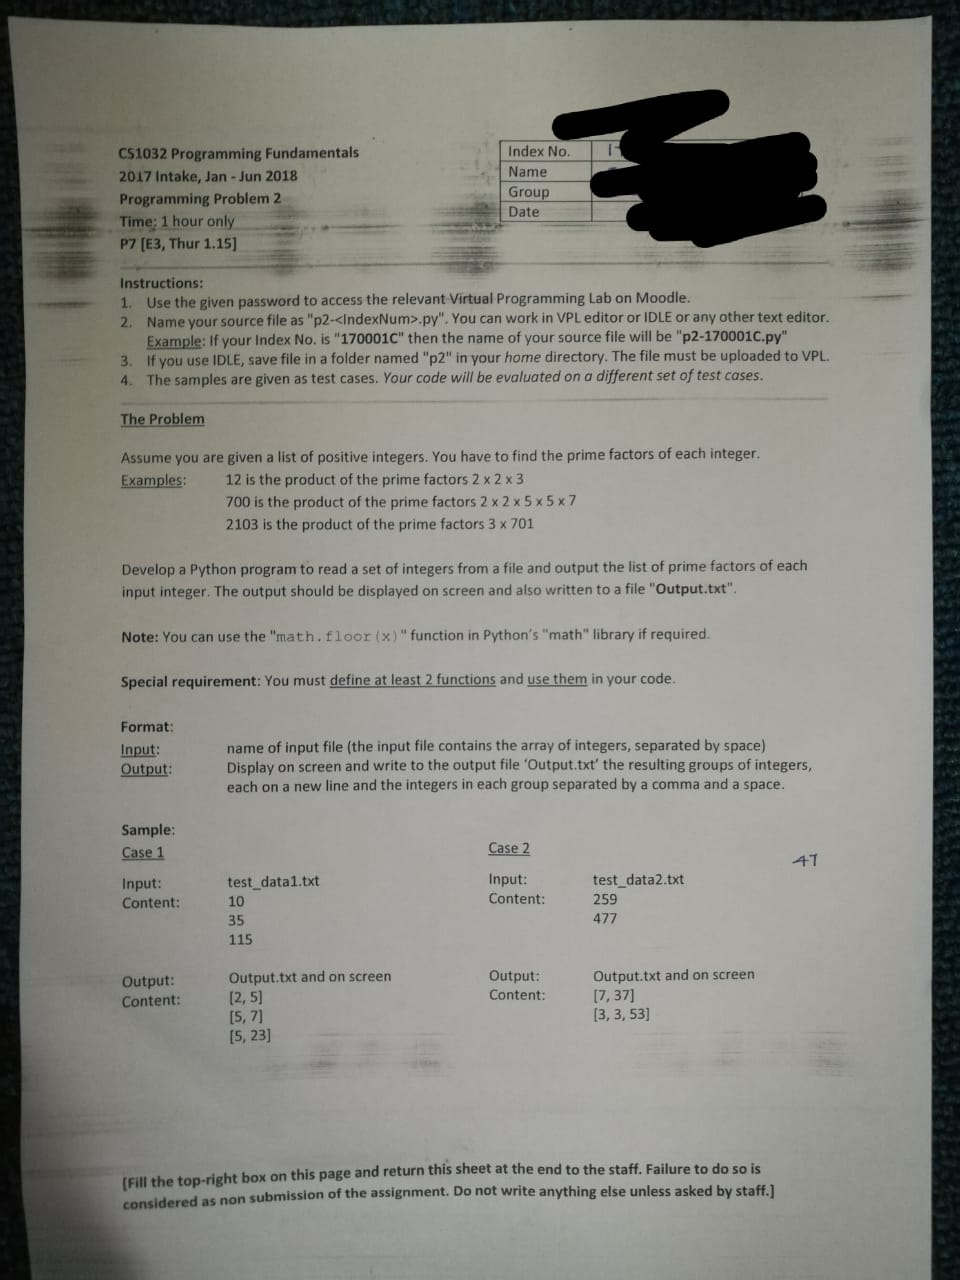 CS1032 Programming Fundamentals
2017 Intake, Jan - Jun 2018
Programming Problem 2
Time: 1 hour only
P7 [E3, Thur 1.15]
Index No.
Name
Group
Date
Instructions:
1. Use the given password to access the relevant Virtual Programming Lab on Moodle.
2. Name your source file as "p2-<IndexNum>.py". You can work in VPL editor or IDLE or any other text editor.
Example: If your Index No. is "170001C" then the name of your source file will be "p2-170001C.py"
3. If you use IDLE, save file in a folder named "p2" in your home directory. The file must be uploaded to VPL.
4. The samples are given as test cases. Your code will be evaluated on a different set of test cases.
The Problem
Assume you are given a list of positive integers. You have to find the prime factors of each integer.
Examples: 12 is the product of the prime factors 2 x 2 x 3
700 is the product of the prime factors 2 x 2 x 5 x 5 x 7
2103 is the product of the prime factors 3 x 701
Develop a Python program to read a set of integers from a file and output the list of prime factors of each
input integer. The output should be displayed on screen and also written to a file "Output.txt".
Note: You can use the "math.floor(x)" function in Python's "math" library if required.
Special requirement: You must define at least 2 functions and use them in your code.
Format:
Input: name of input file (the input file contains the array of integers, separated by space)
Output: Display on screen and write to the output file 'Output.txt' the resulting groups of integers,
each on a new line and the integers in each group separated by a comma and a space.
Sample:
Case 1
Input: test_data1.txt
Content: 10
35
115
Output: Output.txt and on screen
Content: [2, 5]
[5, 7]
[5, 23]
Case 2
47
Input: test_data2.txt
Content: 259
477
Output: Output.txt and on screen
Content: [7, 37]
[3, 3, 53]
[Fill the top-right box on this page and return this sheet at the end to the staff. Failure to do so is
considered as non submission of the assignment. Do not write anything else unless asked by staff.]